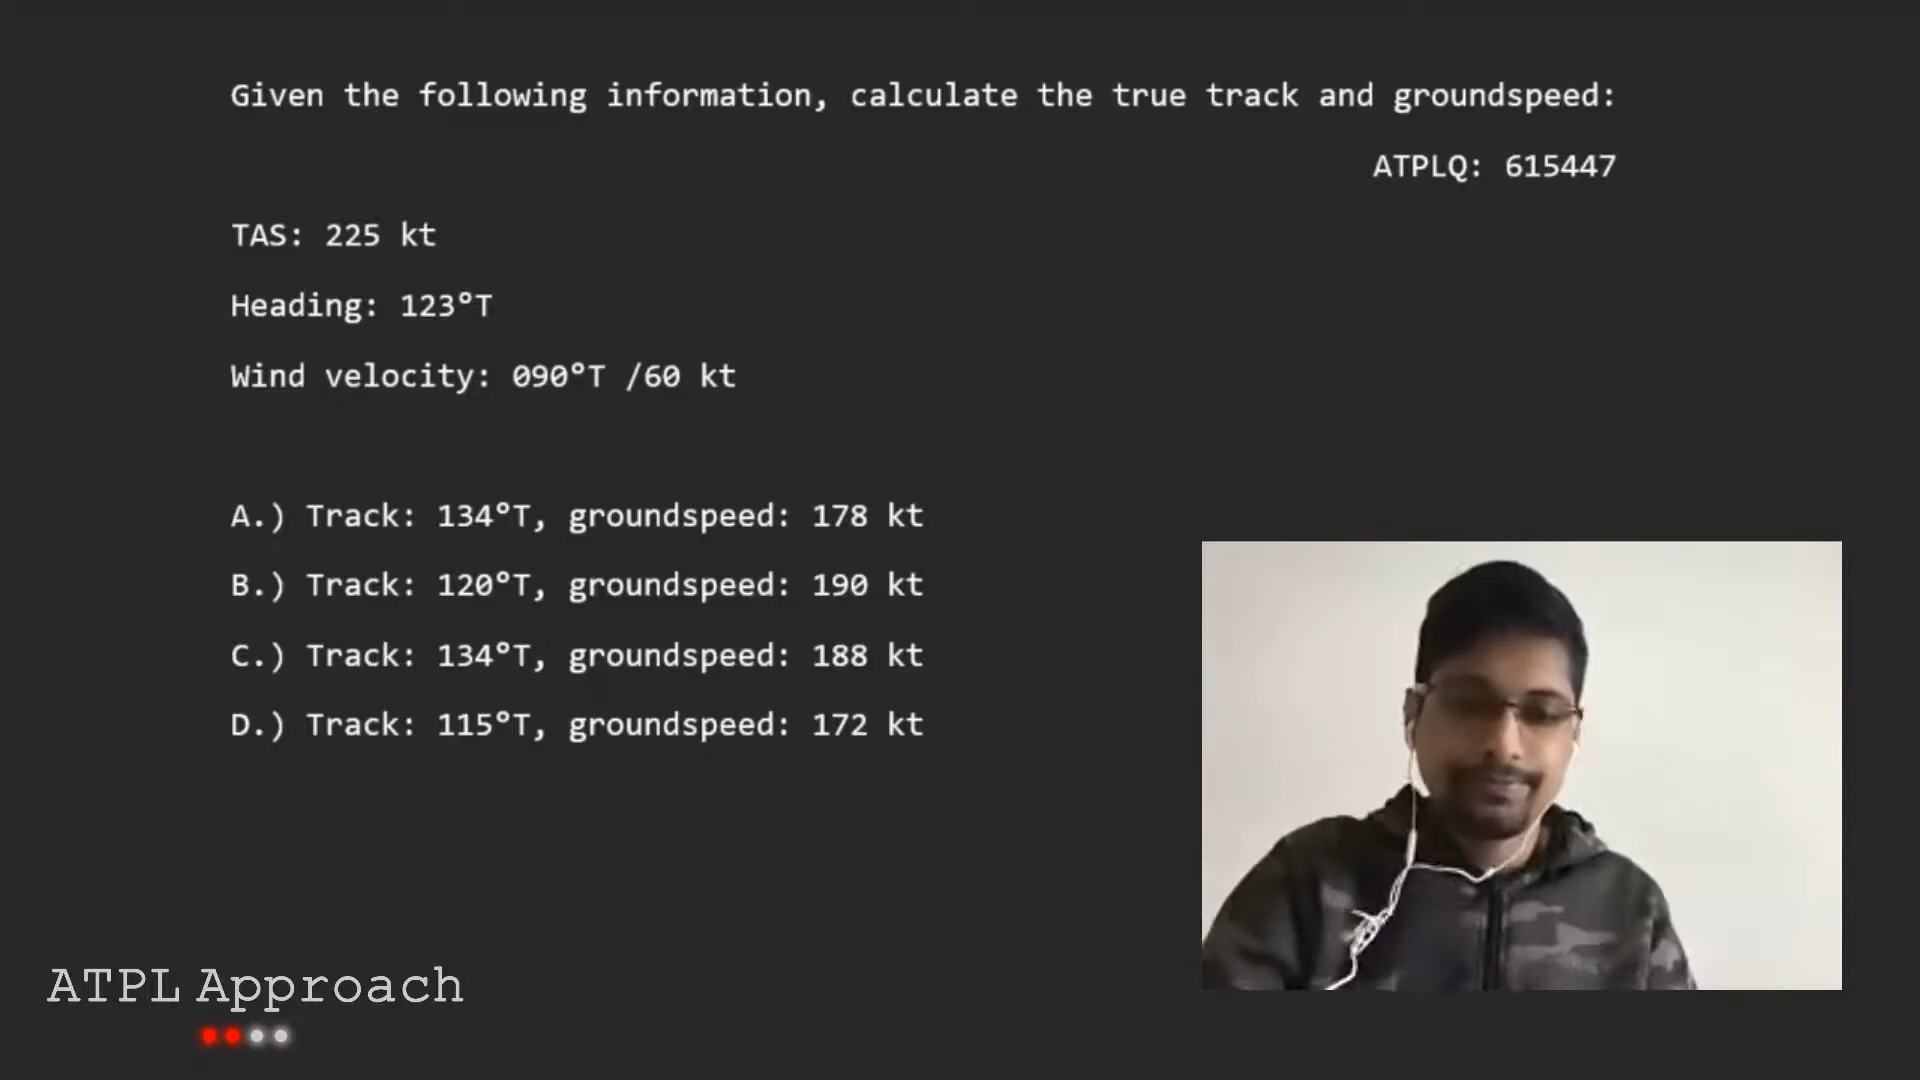 Given the following information, calculate the true track and groundspeed:
ATPLQ: 615447
TAS: 225 kt
Heading: 123°T
Wind velocity: 090°T /60 kt
A.) Track: 134°T, groundspeed: 178 kt
B.) Track: 120°T, groundspeed: 190 kt
C.) Track: 134°T, groundspeed: 188 kt
D.) Track: 115°T, groundspeed: 172 kt
ATPL Approach